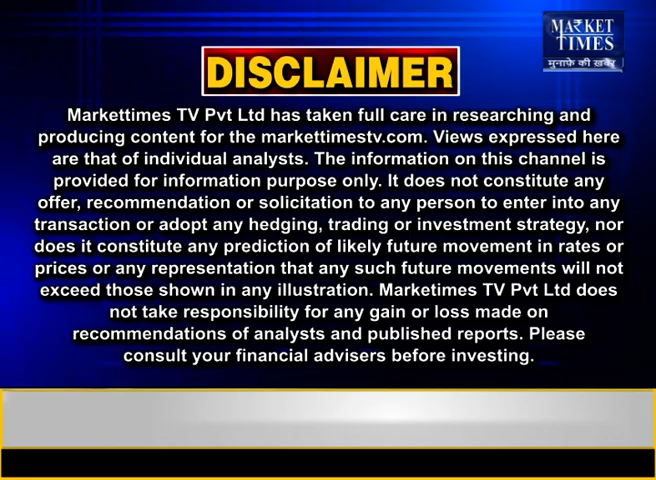 MARKET
TIMES
मुनाफे की ख़बर
DISCLAIMER
Markettimes TV Pvt Ltd has taken full care in researching and
producing content for the markettimestv.com. Views expressed here
are that of individual analysts. The information on this channel is
provided for information purpose only. It does not constitute any
offer, recommendation or solicitation to any person to enter into any
transaction or adopt any hedging, trading or investment strategy, nor
does it constitute any prediction of likely future movement in rates or
prices or any representation that any such future movements will not
exceed those shown in any illustration. Marketimes TV Pvt Ltd does
not take responsibility for any gain or loss made on
recommendations of analysts and published reports. Please
consult your financial advisers before investing.